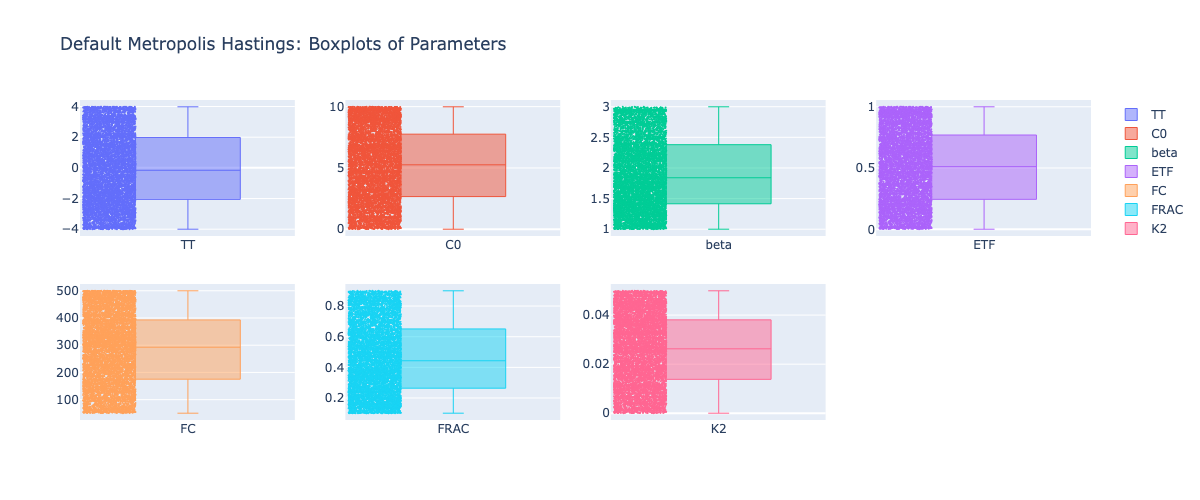 Default Metropolis Hastings: Boxplots of Parameters
4
2
0
−2
−4
TT
10
5
0
C0
3
2.5
2
1.5
1
beta
1
0.5
0
ETF
TT
C0
beta
ETF
FC
FRAC
K2
500
400
300
200
100
FC
0.8
0.6
0.4
0.2
FRAC
0.04
0.02
0
K2